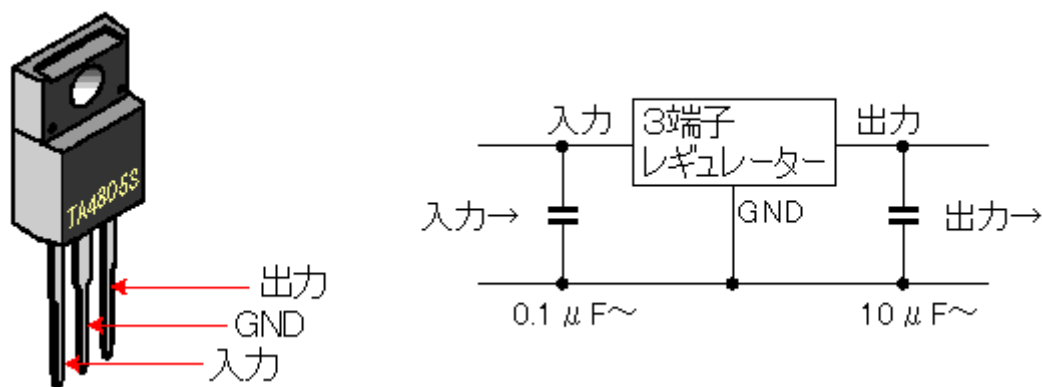 TA4805S
出力
GND
入力
入力
3端子
レギュレーター
出力
GND
入力→
出力→
0.1 μF～
10 μF～